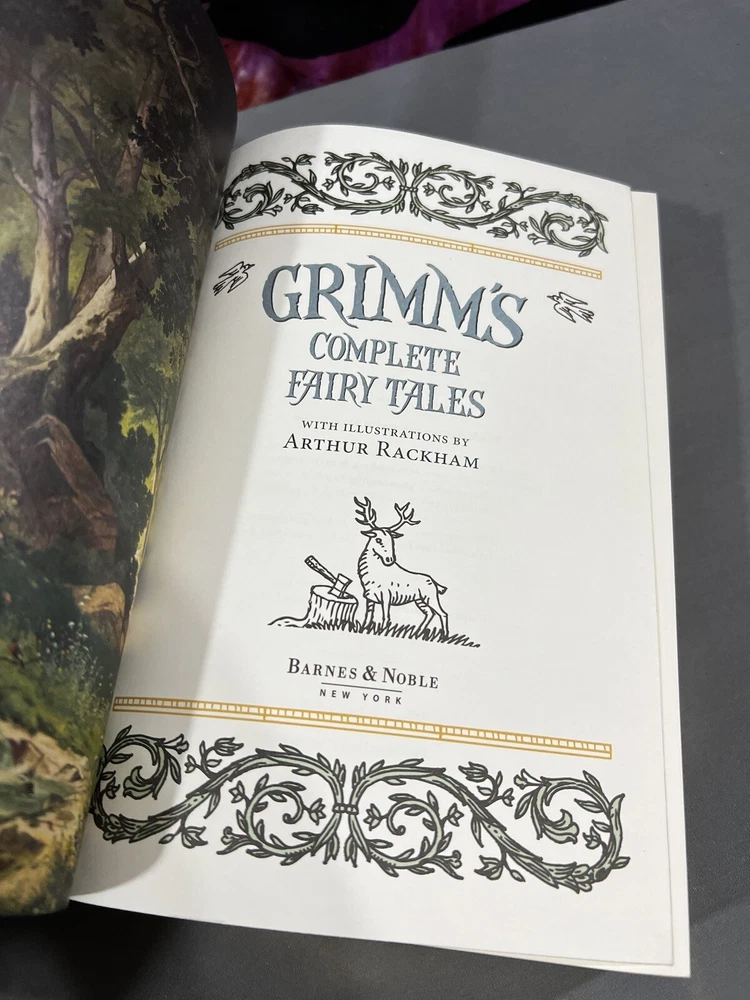 GRIMM'S
COMPLETE
FAIRY TALES
WITH ILLUSTRATIONS BY
ARTHUR RACKHAM
BARNES & NOBLE
NEW YORK